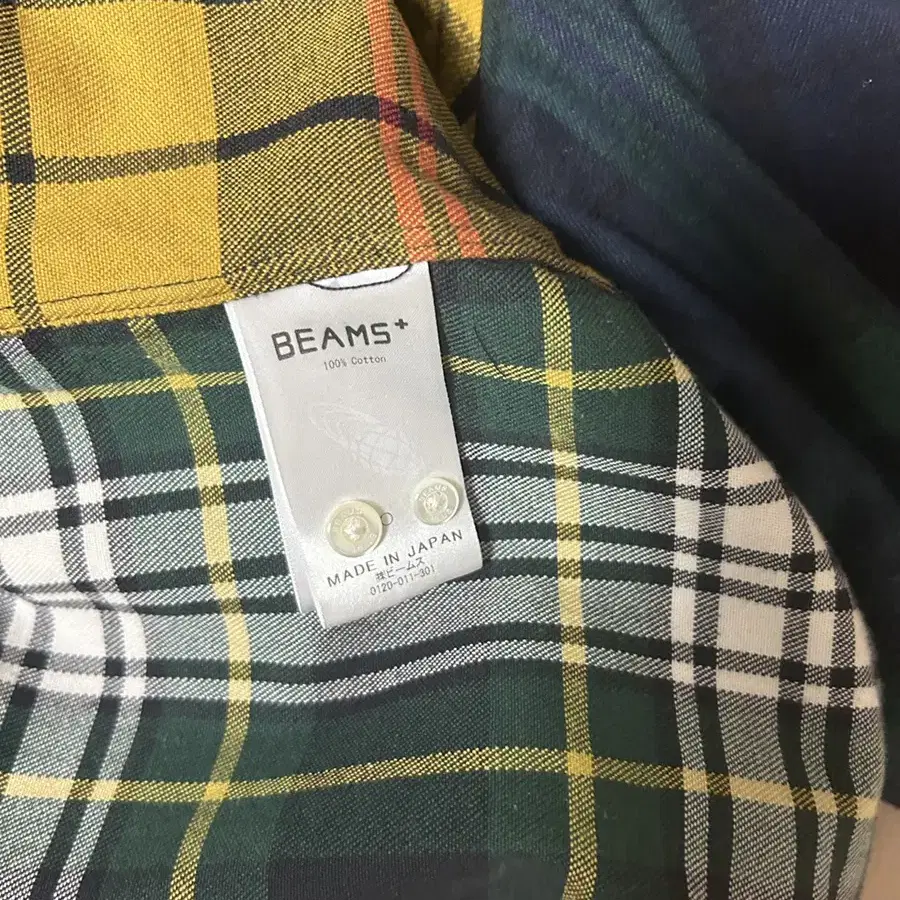 BEAMS+
100% Cotton
MADE IN JAPAN
㈱ビームス
0120-011-301